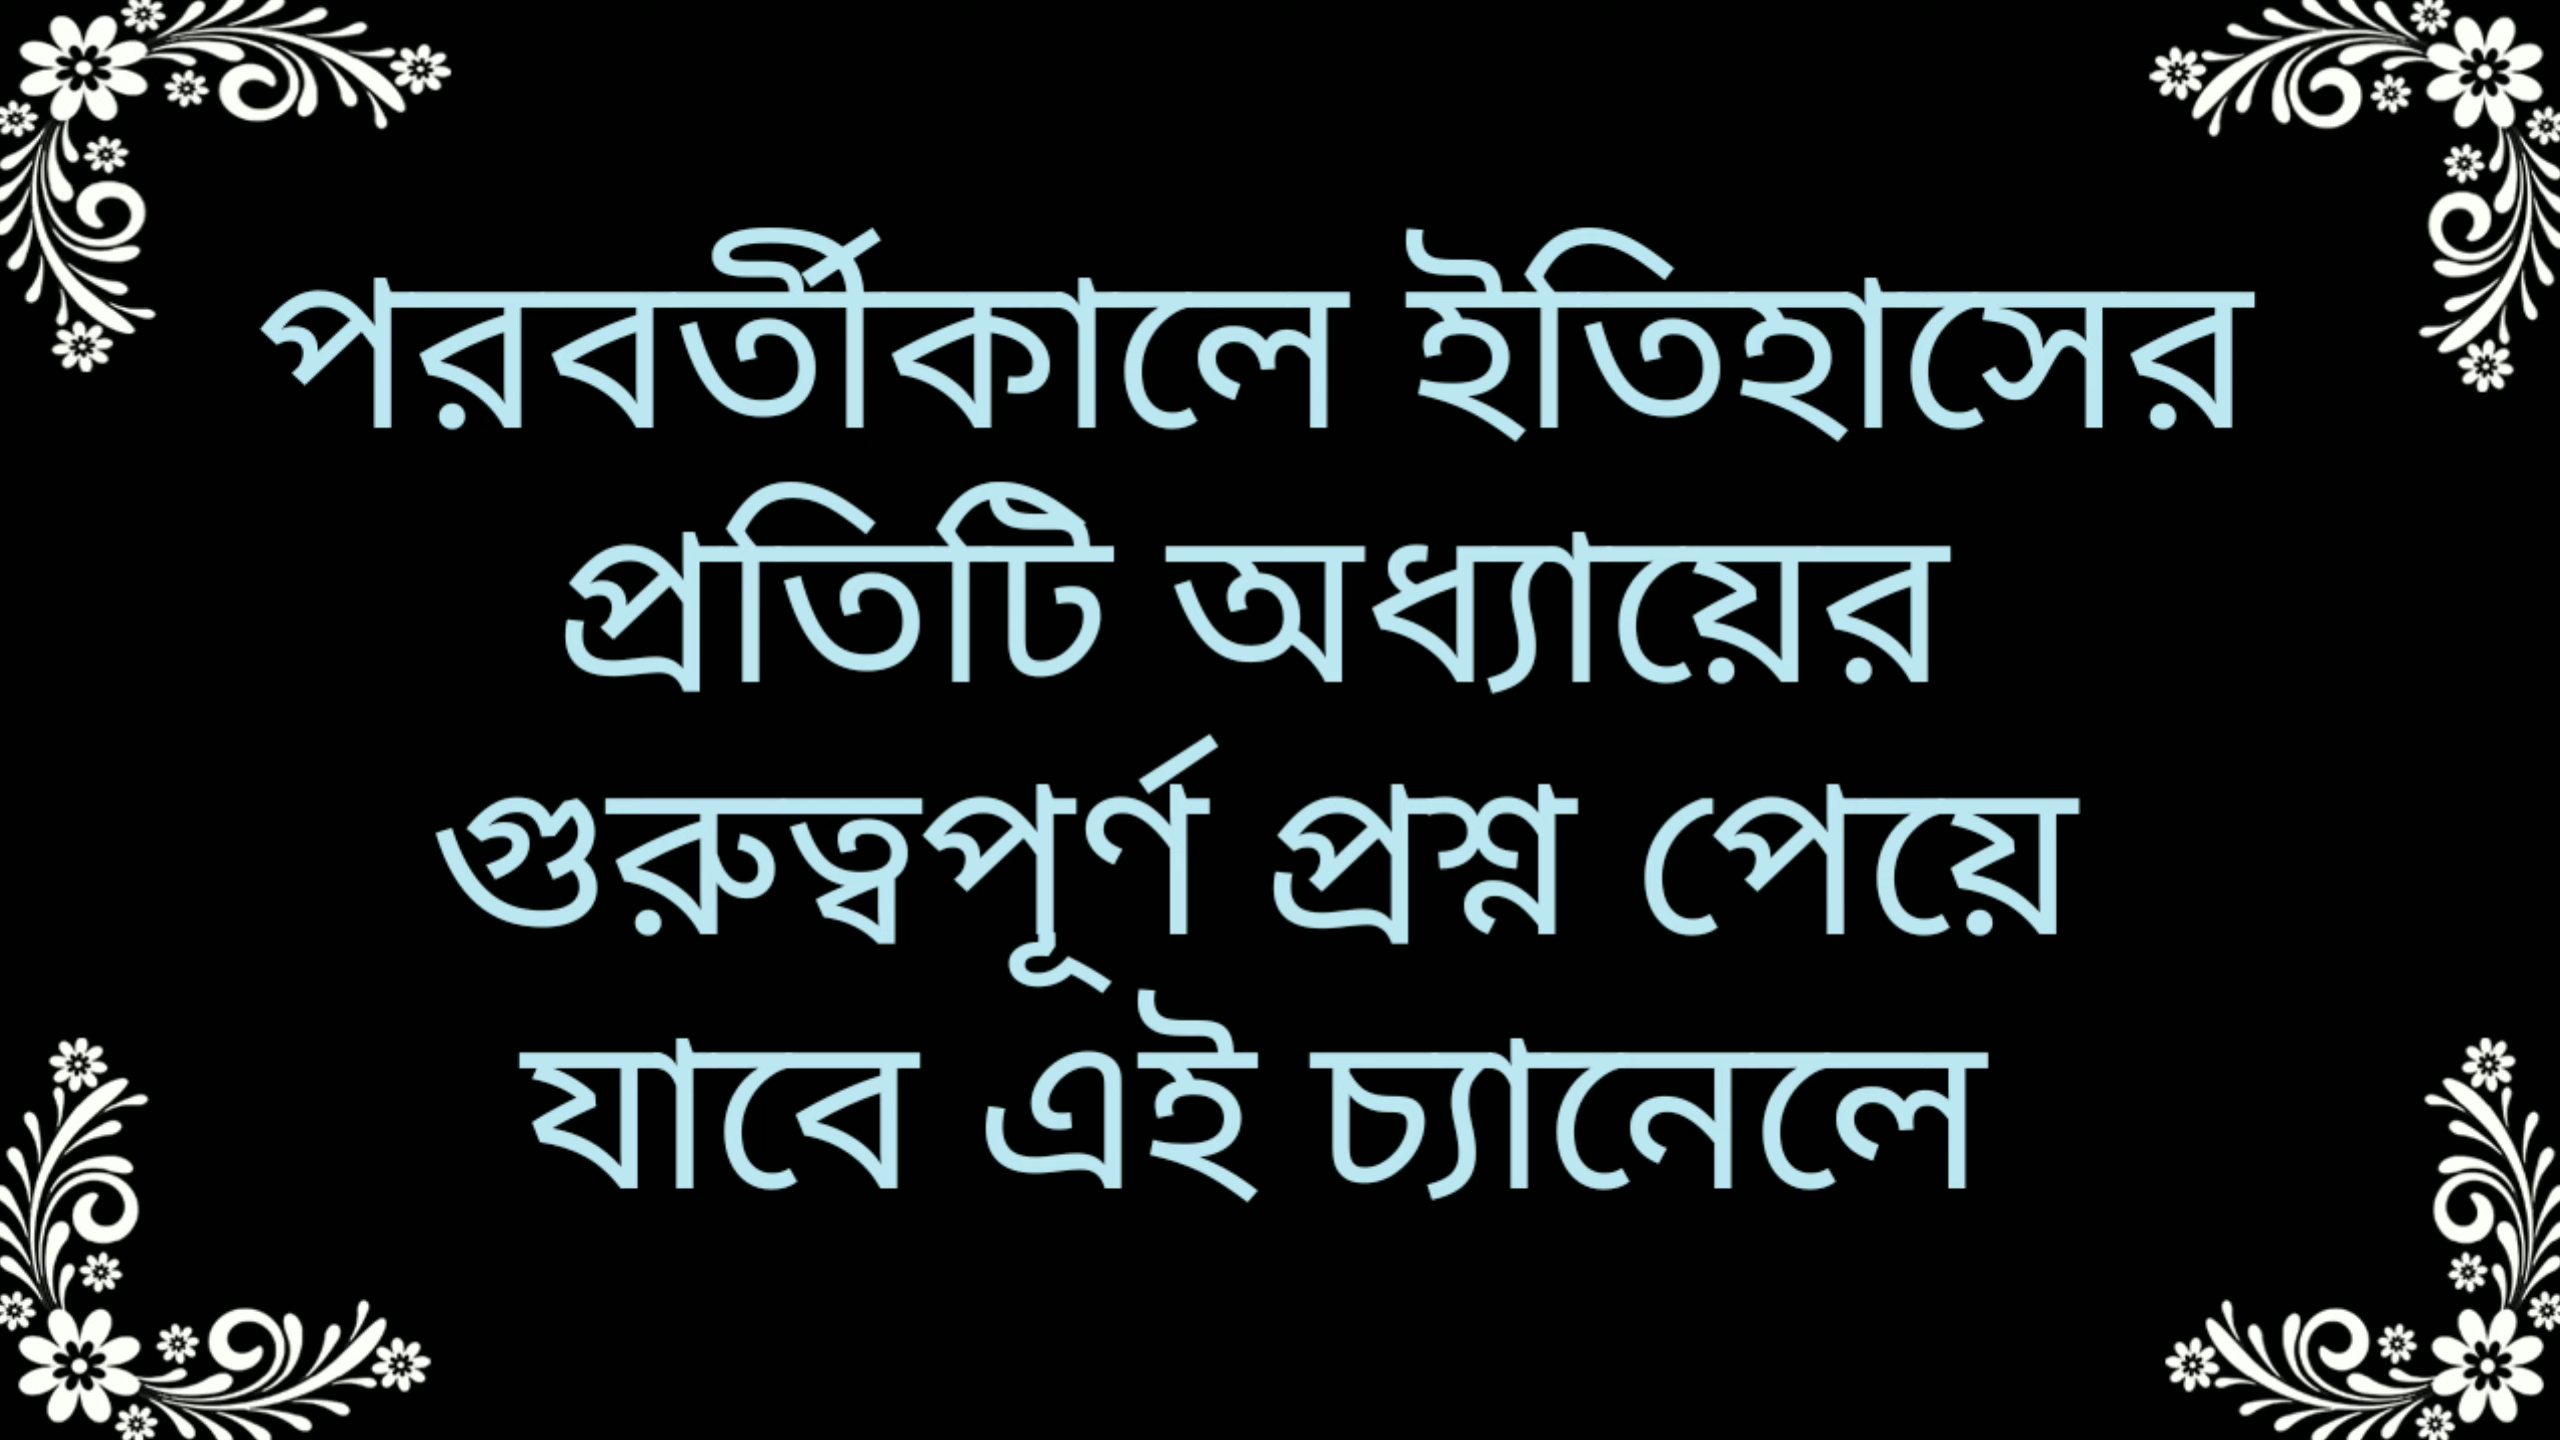 পরবর্তীকালে ইতিহাসের
প্রতিটি অধ্যায়ের
গুরুত্বপূর্ণ প্রশ্ন পেয়ে
যাবে এই চ্যানেলে